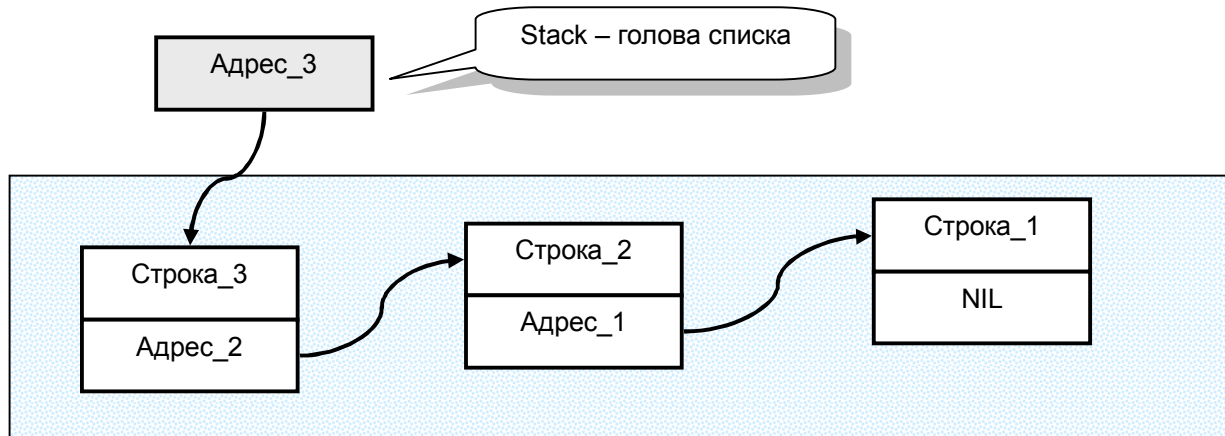 Stack – голова списка
Адрес_3
Строка_3
Адрес_2
Строка_2
Адрес_1
Строка_1
NIL